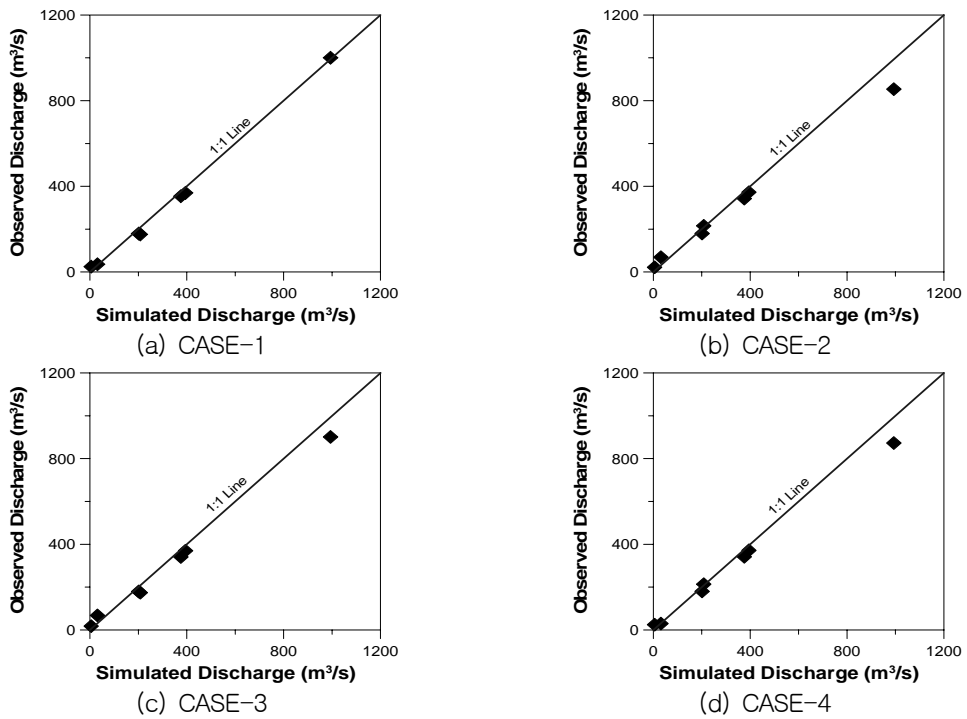 1200
800
400
0
Observed Discharge (m³/s)
1:1 Line
0 400 800 1200
Simulated Discharge (m³/s)
(a) CASE-1
1200
800
400
0
Observed Discharge (m³/s)
1:1 Line
0 400 800 1200
Simulated Discharge (m³/s)
(b) CASE-2
1200
800
400
0
Observed Discharge (m³/s)
1:1 Line
0 400 800 1200
Simulated Discharge (m³/s)
(c) CASE-3
1200
800
400
0
Observed Discharge (m³/s)
1:1 Line
0 400 800 1200
Simulated Discharge (m³/s)
(d) CASE-4